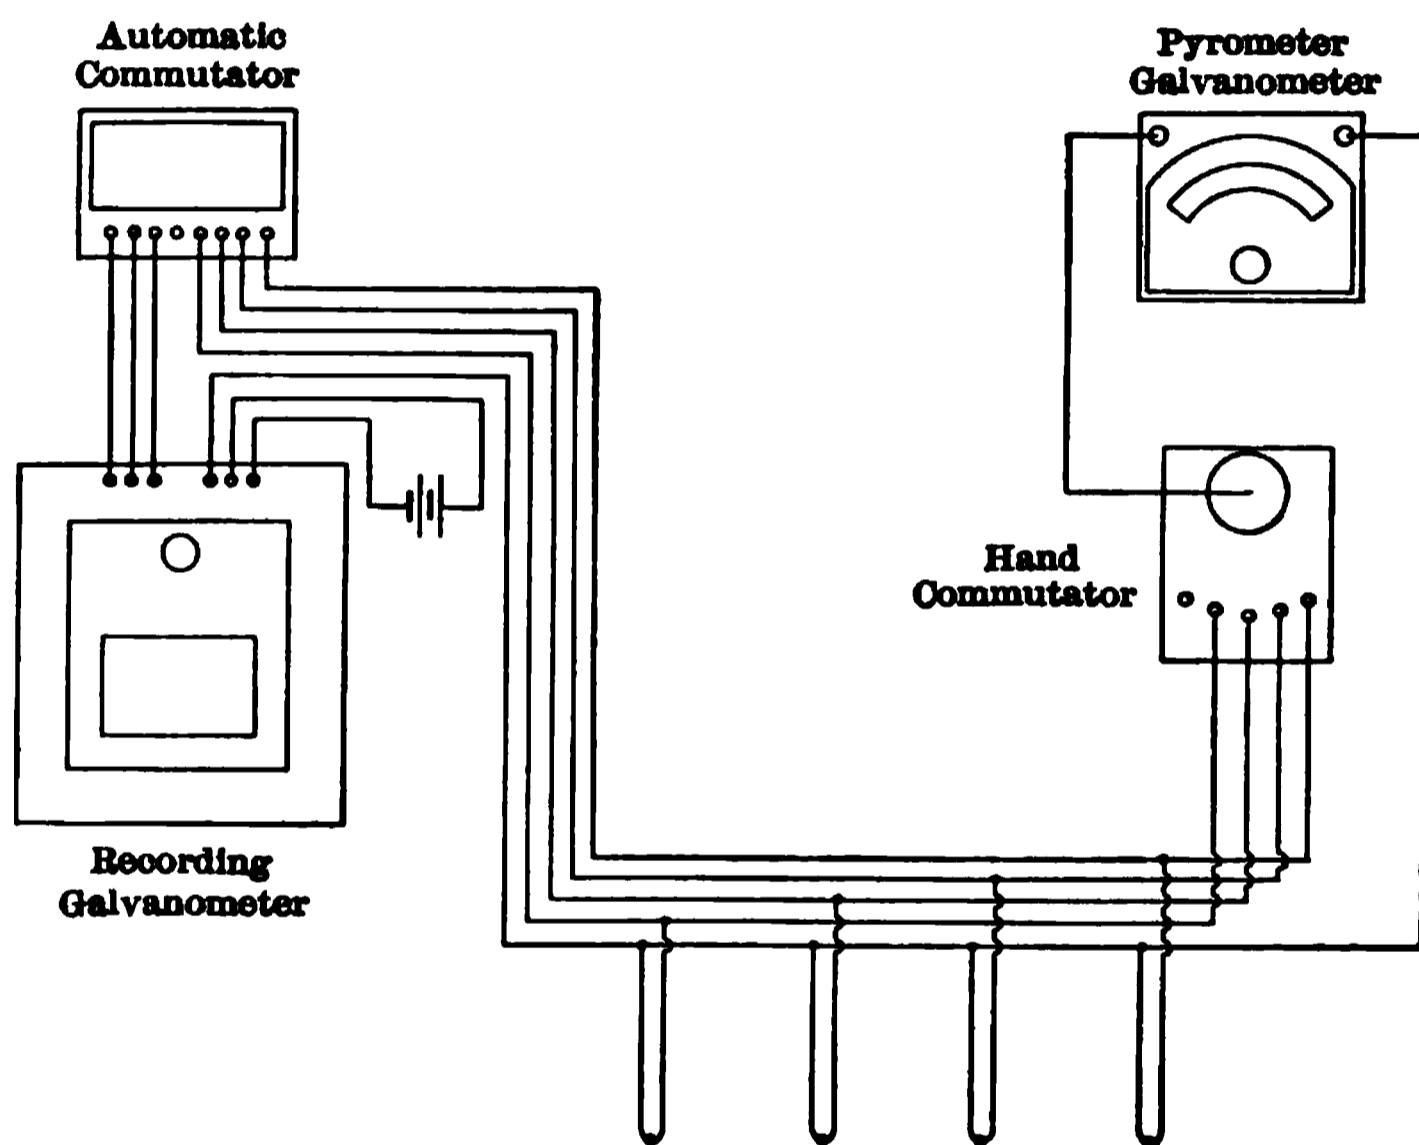 Automatic
Commutator
Pyrometer
Galvanometer
Hand
Commutator
Recording
Galvanometer